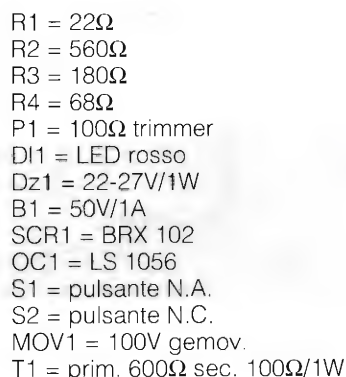 R1 = 22Ω
R2 = 560Ω
R3 = 180Ω
R4 = 68Ω
P1 = 100Ω trimmer
Dl1 = LED rosso
Dz1 = 22-27V/1W
B1 = 50V/1A
SCR1 = BRX 102
OC1 = LS 1056
S1 = pulsante N.A.
S2 = pulsante N.C.
MOV1 = 100V gemov.
T1 = prim. 600Ω sec. 100Ω/1W